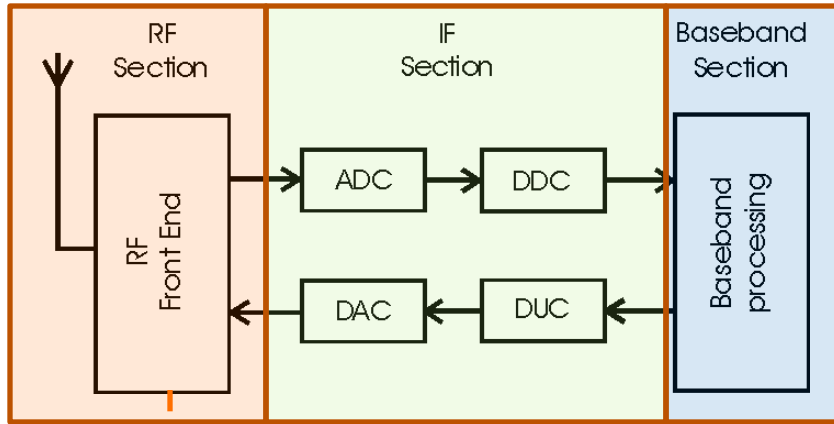 RF
Section
IF
Section
Baseband
Section
RF
Front End
ADC
DDC
DAC
DUC
Baseband
processing